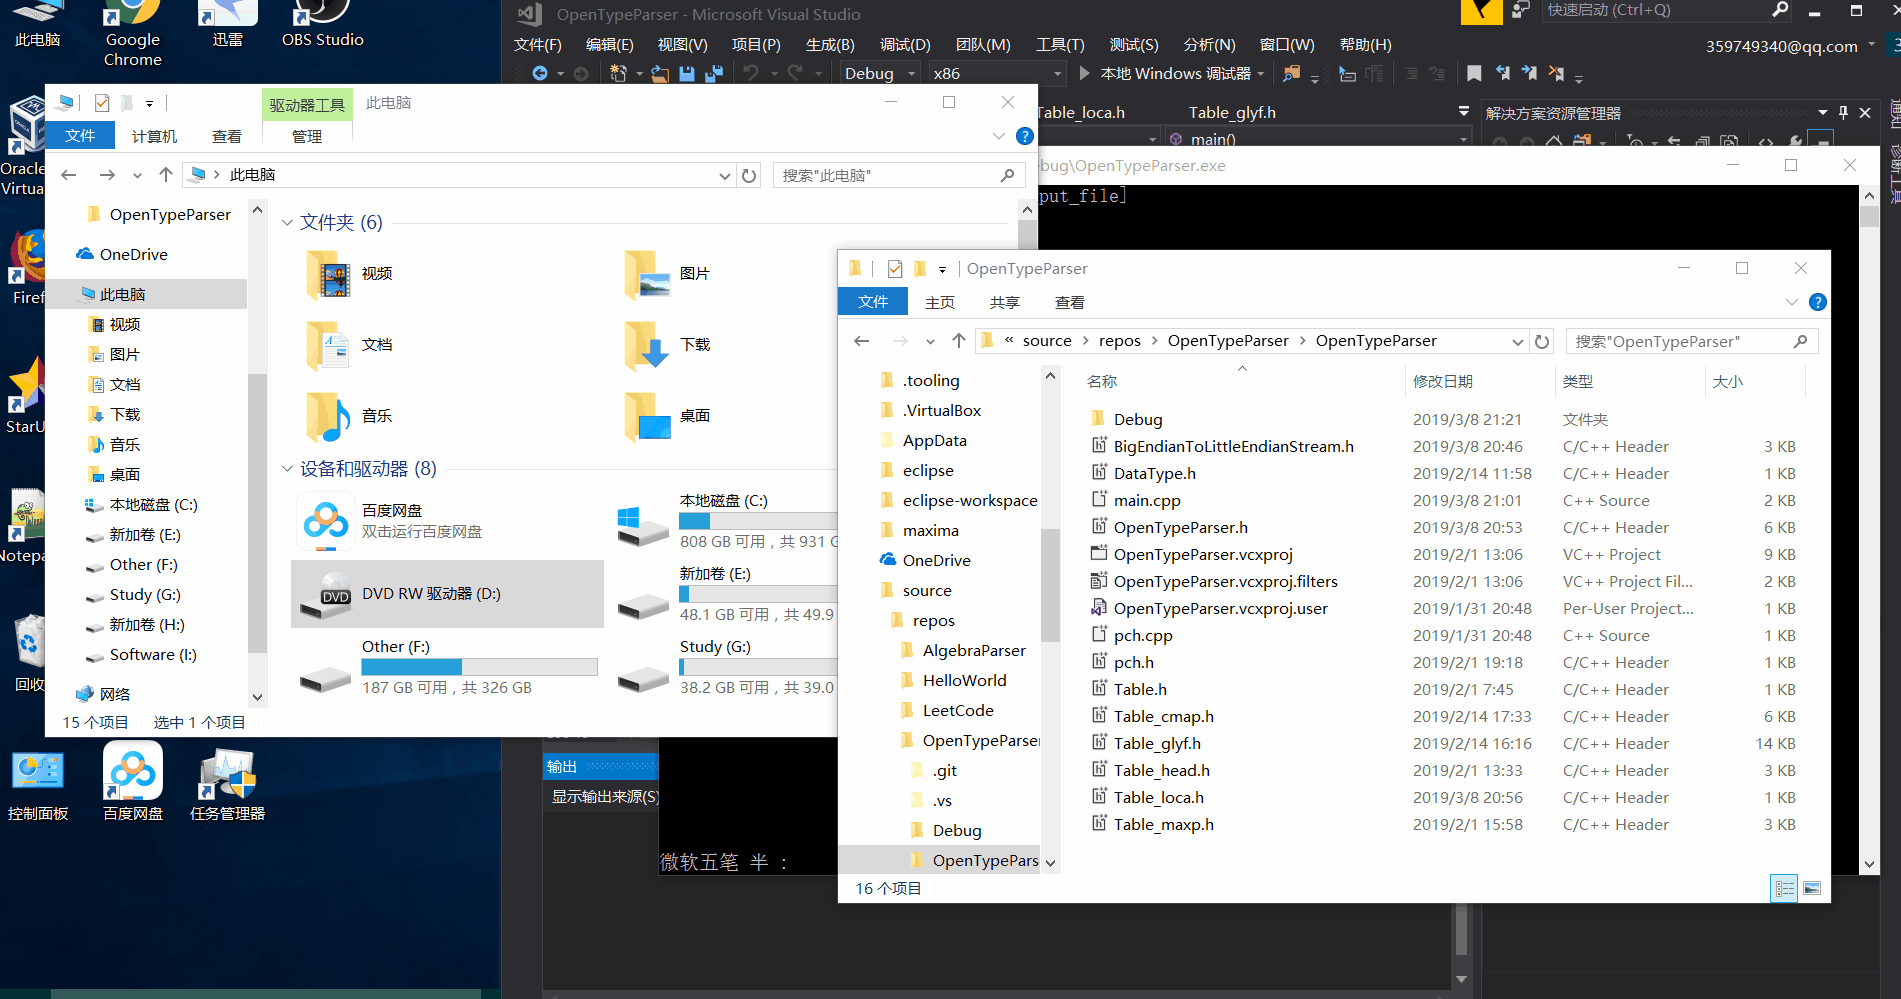 此电脑
Google
Chrome
迅雷
OBS Studio
OpenTypeParser - Microsoft Visual Studio
快速启动 (Ctrl+Q)
文件(F) 编辑(E) 视图(V) 项目(P) 生成(B) 调试(D) 团队(M) 工具(T) 测试(S) 分析(N) 窗口(W) 帮助(H)
359749340@qq.com
Debug x86 本地 Windows 调试器
Table_loca.h Table_glyf.h
解决方案资源管理器
main()
诊断工具
bug\OpenTypeParser.exe
put_file]
Oracle
Virtua
Firef
StarU
Notepa
回收
控制面板
百度网盘
任务管理器
驱动器工具 此电脑
文件 计算机 查看 管理
此电脑
搜索"此电脑"
OpenTypeParser
OneDrive
此电脑
视频
图片
文档
下载
音乐
桌面
本地磁盘 (C:)
新加卷 (E:)
Other (F:)
Study (G:)
新加卷 (H:)
Software (I:)
网络
文件夹 (6)
视频 图片
文档 下载
音乐 桌面
设备和驱动器 (8)
百度网盘
双击运行百度网盘
本地磁盘 (C:)
808 GB 可用，共 931 G
DVD
DVD RW 驱动器 (D:)
新加卷 (E:)
48.1 GB 可用，共 49.9
Other (F:)
187 GB 可用，共 326 GB
Study (G:)
38.2 GB 可用，共 39.0
15 个项目 选中 1 个项目
输出
显示输出来源(S)
微软五笔 半 :
OpenTypeParser
文件 主页 共享 查看
« source › repos › OpenTypeParser › OpenTypeParser
搜索"OpenTypeParser"
.tooling
.VirtualBox
AppData
eclipse
eclipse-workspace
maxima
OneDrive
source
repos
AlgebraParser
HelloWorld
LeetCode
OpenTypeParser
.git
.vs
Debug
OpenTypePars
名称 修改日期 类型 大小
Debug 2019/3/8 21:21 文件夹
BigEndianToLittleEndianStream.h 2019/3/8 20:46 C/C++ Header 3 KB
DataType.h 2019/2/14 11:58 C/C++ Header 1 KB
main.cpp 2019/3/8 21:01 C++ Source 2 KB
OpenTypeParser.h 2019/3/8 20:53 C/C++ Header 6 KB
OpenTypeParser.vcxproj 2019/2/1 13:06 VC++ Project 9 KB
OpenTypeParser.vcxproj.filters 2019/2/1 13:06 VC++ Project Fil... 2 KB
OpenTypeParser.vcxproj.user 2019/1/31 20:48 Per-User Project... 1 KB
pch.cpp 2019/1/31 20:48 C++ Source 1 KB
pch.h 2019/2/1 19:18 C/C++ Header 1 KB
Table.h 2019/2/1 7:45 C/C++ Header 1 KB
Table_cmap.h 2019/2/14 17:33 C/C++ Header 6 KB
Table_glyf.h 2019/2/14 16:16 C/C++ Header 14 KB
Table_head.h 2019/2/1 13:33 C/C++ Header 3 KB
Table_loca.h 2019/3/8 20:56 C/C++ Header 1 KB
Table_maxp.h 2019/2/1 15:58 C/C++ Header 3 KB
16 个项目